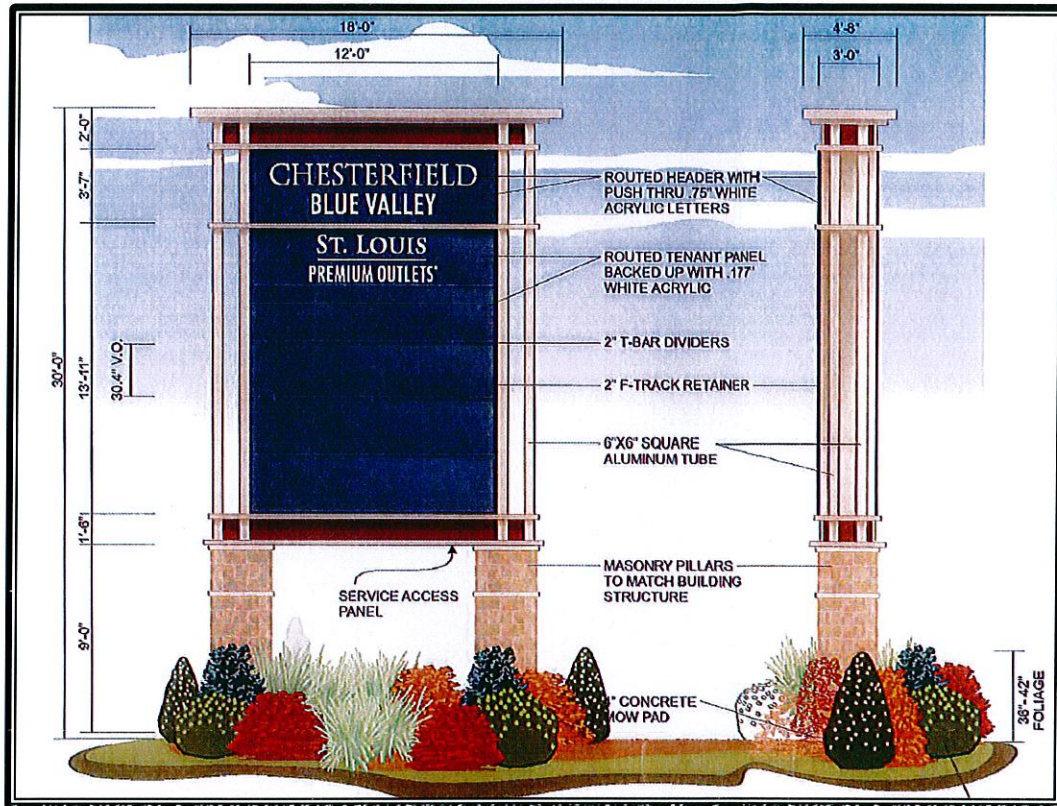 18'-0"
12'-0"
4'-8"
3'-0"
2'-0"
3'-7"
30'-0"
13'-11"
30.4" V.O.
1'-6"
9'-0"
CHESTERFIELD
BLUE VALLEY
ST. LOUIS
PREMIUM OUTLETS
ROUTED HEADER WITH
PUSH THRU .75" WHITE
ACRYLIC LETTERS
ROUTED TENANT PANEL
BACKED UP WITH .177"
WHITE ACRYLIC
2" T-BAR DIVIDERS
2" F-TRACK RETAINER
6"X6" SQUARE
ALUMINUM TUBE
MASONRY PILLARS
TO MATCH BUILDING
STRUCTURE
SERVICE ACCESS
PANEL
CONCRETE
MOW PAD
36"-42"
FOLIAGE